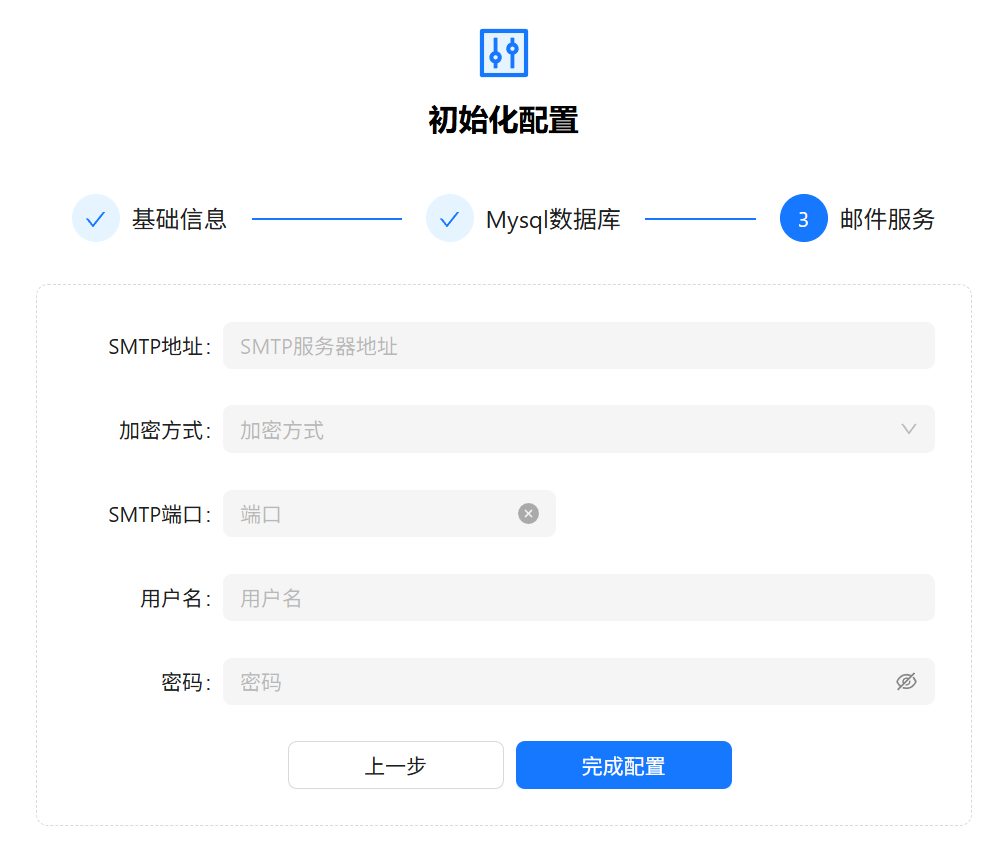 初始化配置
基础信息
Mysql数据库
3
邮件服务
SMTP地址:
SMTP服务器地址
加密方式:
加密方式
SMTP端口:
端口
用户名:
用户名
密码:
密码
上一步
完成配置